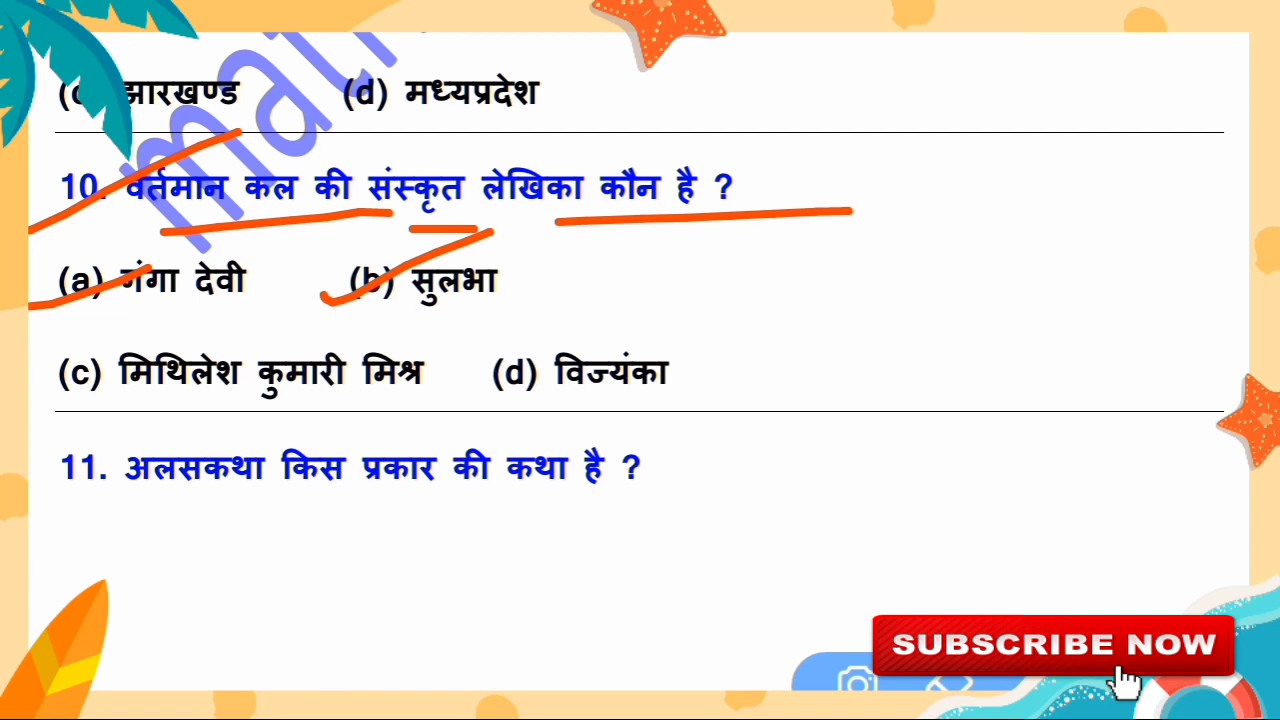 (c) झारखण्ड (d) मध्यप्रदेश
10. वर्तमान कल की संस्कृत लेखिका कौन है ?
(a) गंगा देवी (b) सुलभा
(c) मिथिलेश कुमारी मिश्र (d) विज्यंका
11. अलसकथा किस प्रकार की कथा है ?
SUBSCRIBE NOW